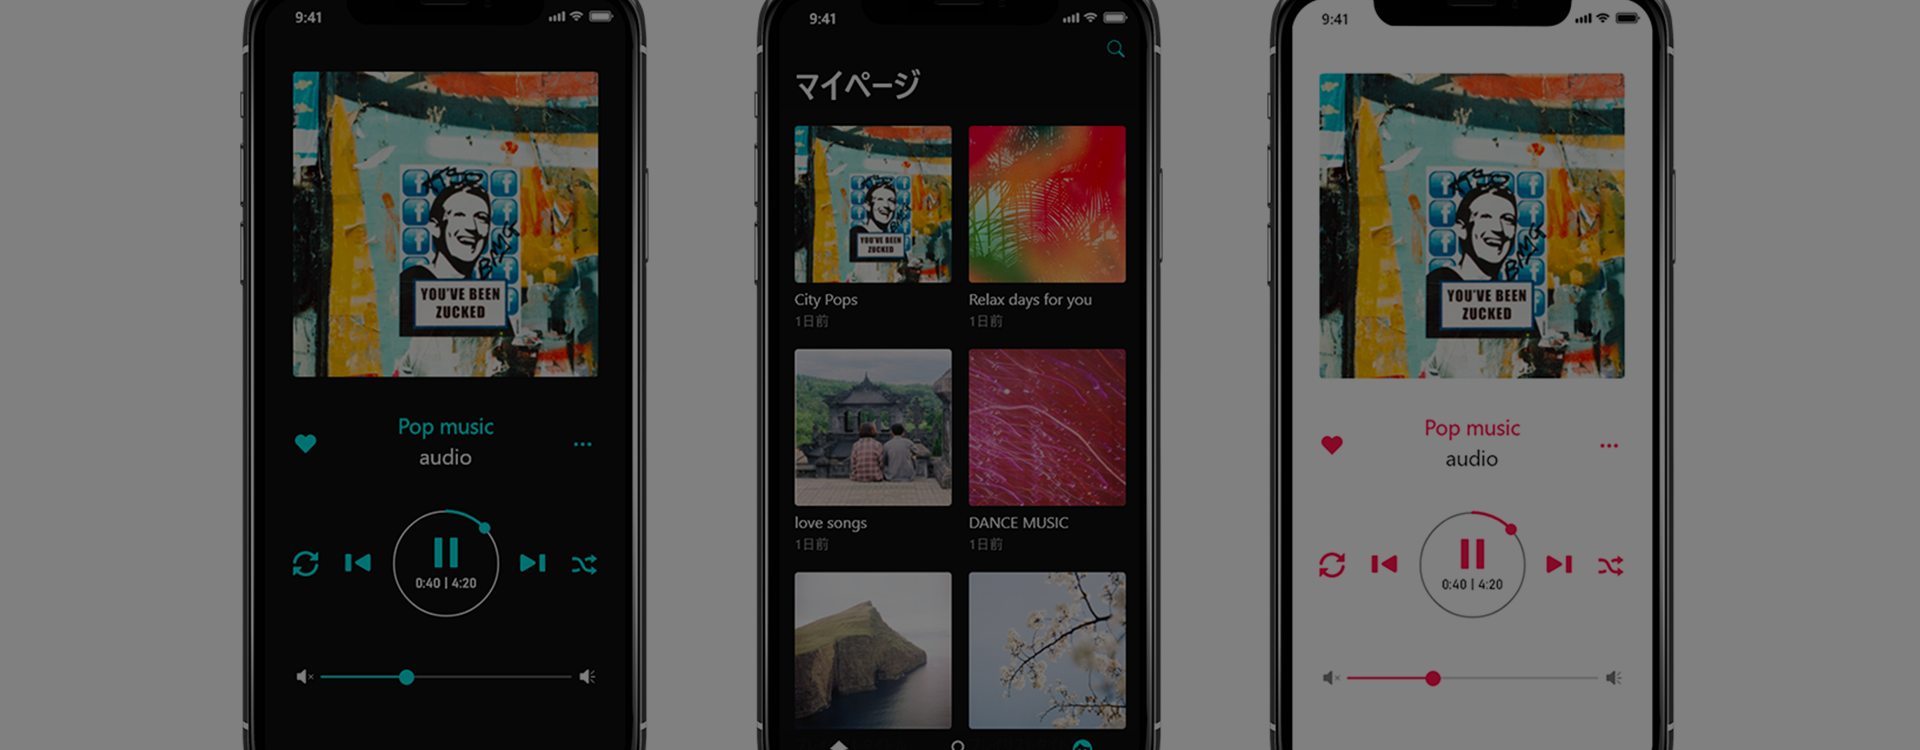 9:41
YOU'VE BEEN
ZUCKED
Pop music
audio
0:40 | 4:20
9:41
マイページ
YOU'VE BEEN
ZUCKED
City Pops
1日前
Relax days for you
1日前
love songs
1日前
DANCE MUSIC
1日前
9:41
YOU'VE BEEN
ZUCKED
Pop music
audio
0:40 | 4:20